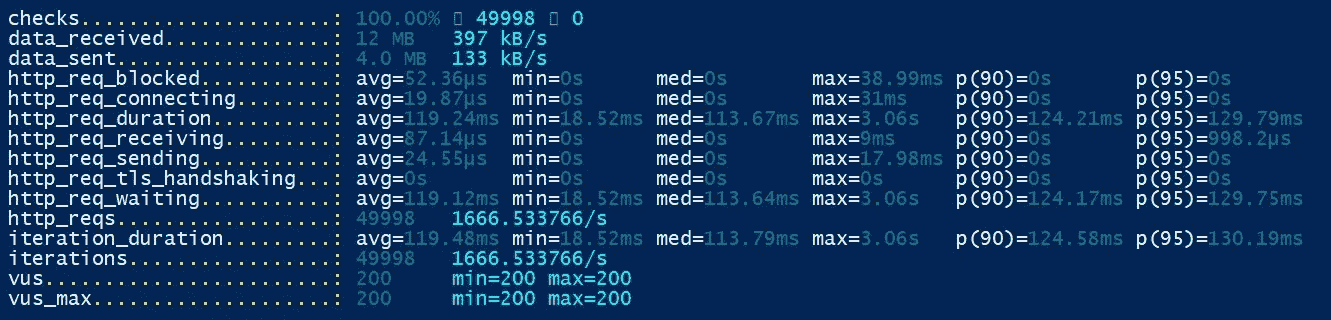 checks.....................: 100.00% ▯ 49998 ▯ 0
data_received..............: 12 MB   397 kB/s
data_sent..................: 4.0 MB  133 kB/s
http_req_blocked...........: avg=52.36µs  min=0s      med=0s       max=38.99ms p(90)=0s       p(95)=0s
http_req_connecting........: avg=19.87µs  min=0s      med=0s       max=31ms    p(90)=0s       p(95)=0s
http_req_duration..........: avg=119.24ms min=18.52ms med=113.67ms max=3.06s   p(90)=124.21ms p(95)=129.79ms
http_req_receiving.........: avg=87.14µs  min=0s      med=0s       max=9ms     p(90)=0s       p(95)=998.2µs
http_req_sending...........: avg=24.55µs  min=0s      med=0s       max=17.98ms p(90)=0s       p(95)=0s
http_req_tls_handshaking...: avg=0s       min=0s      med=0s       max=0s      p(90)=0s       p(95)=0s
http_req_waiting...........: avg=119.12ms min=18.52ms med=113.64ms max=3.06s   p(90)=124.17ms p(95)=129.75ms
http_reqs..................: 49998   1666.533766/s
iteration_duration.........: avg=119.48ms min=18.52ms med=113.79ms max=3.06s   p(90)=124.58ms p(95)=130.19ms
iterations.................: 49998   1666.533766/s
vus........................: 200     min=200 max=200
vus_max....................: 200     min=200 max=200